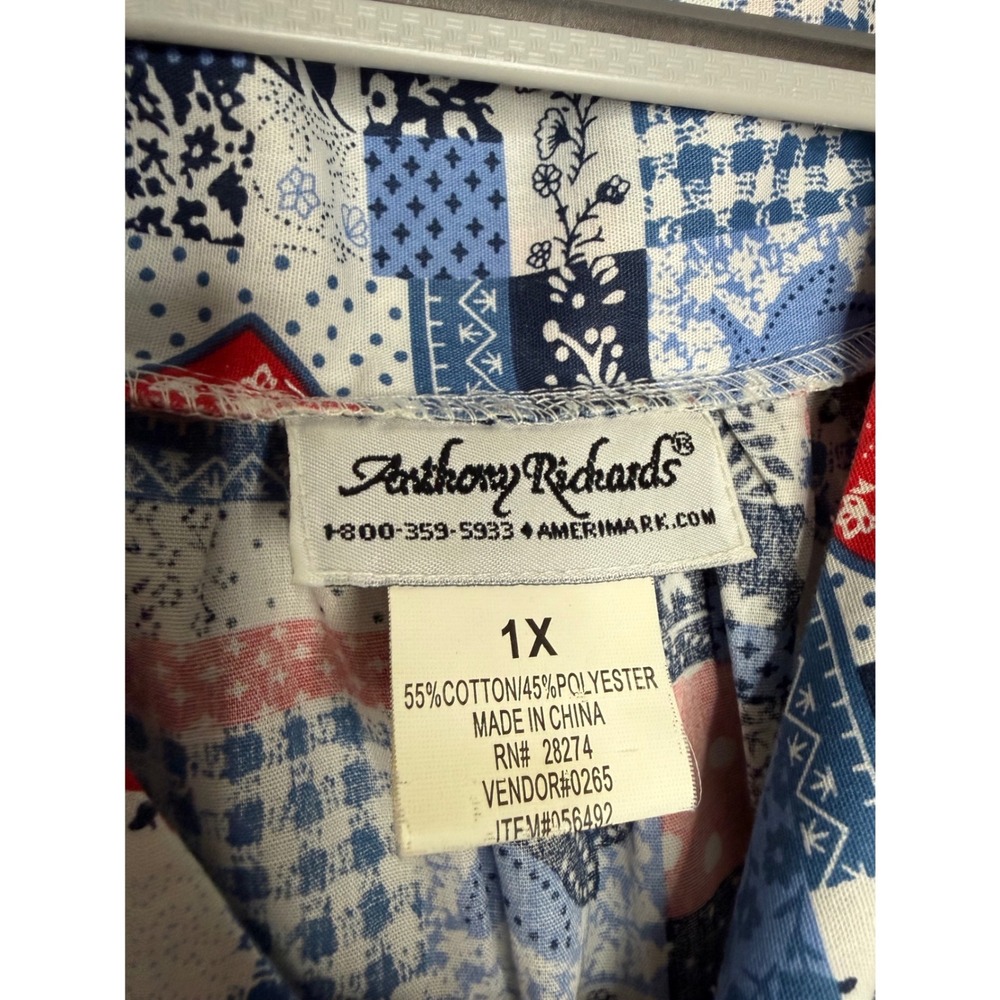 Anthony Richards®
1-800-359-5933 ♦ AMERIMARK.COM
1X
55%COTTON/45%POLYESTER
MADE IN CHINA
RN# 28274
VENDOR#0265
ITEM#056492